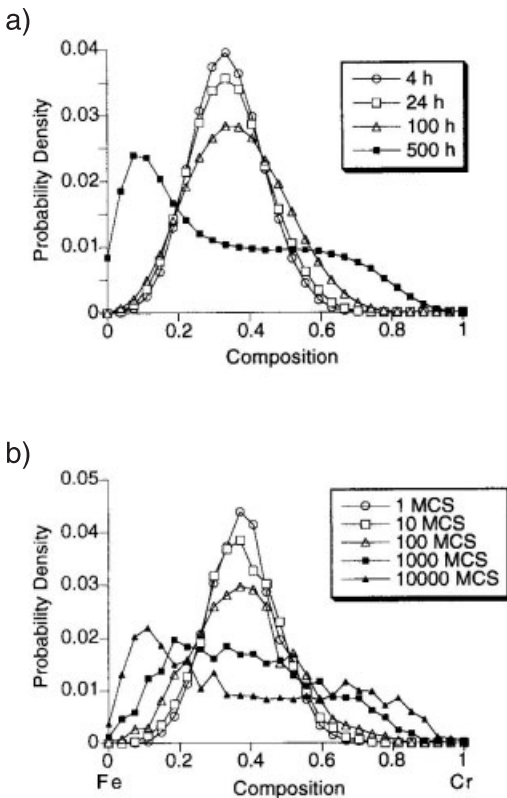 a)
0.04
0.03
0.02
0.01
0
Probability Density
4 h
24 h
100 h
500 h
0 0.2 0.4 0.6 0.8 1
Composition
b)
0.05
0.04
0.03
0.02
0.01
0
Probability Density
1 MCS
10 MCS
100 MCS
1000 MCS
10000 MCS
0 0.2 0.4 0.6 0.8 1
Fe Composition Cr